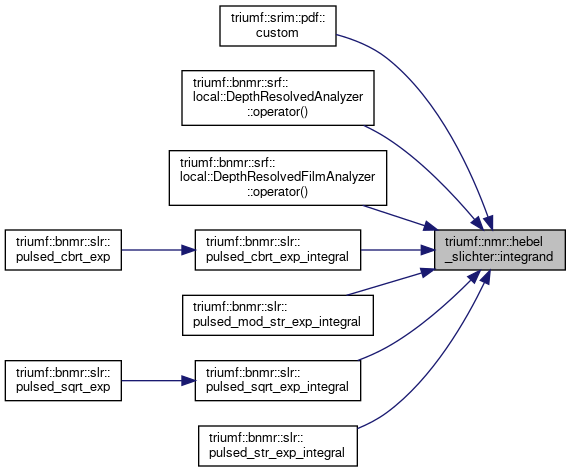 triumf::srim::pdf::
custom
triumf::bnmr::srf::
local::DepthResolvedAnalyzer
::operator()
triumf::bnmr::srf::
local::DepthResolvedFilmAnalyzer
::operator()
triumf::bnmr::slr::
pulsed_cbrt_exp
triumf::bnmr::slr::
pulsed_cbrt_exp_integral
triumf::nmr::hebel
_slichter::integrand
triumf::bnmr::slr::
pulsed_mod_str_exp_integral
triumf::bnmr::slr::
pulsed_sqrt_exp
triumf::bnmr::slr::
pulsed_sqrt_exp_integral
triumf::bnmr::slr::
pulsed_str_exp_integral